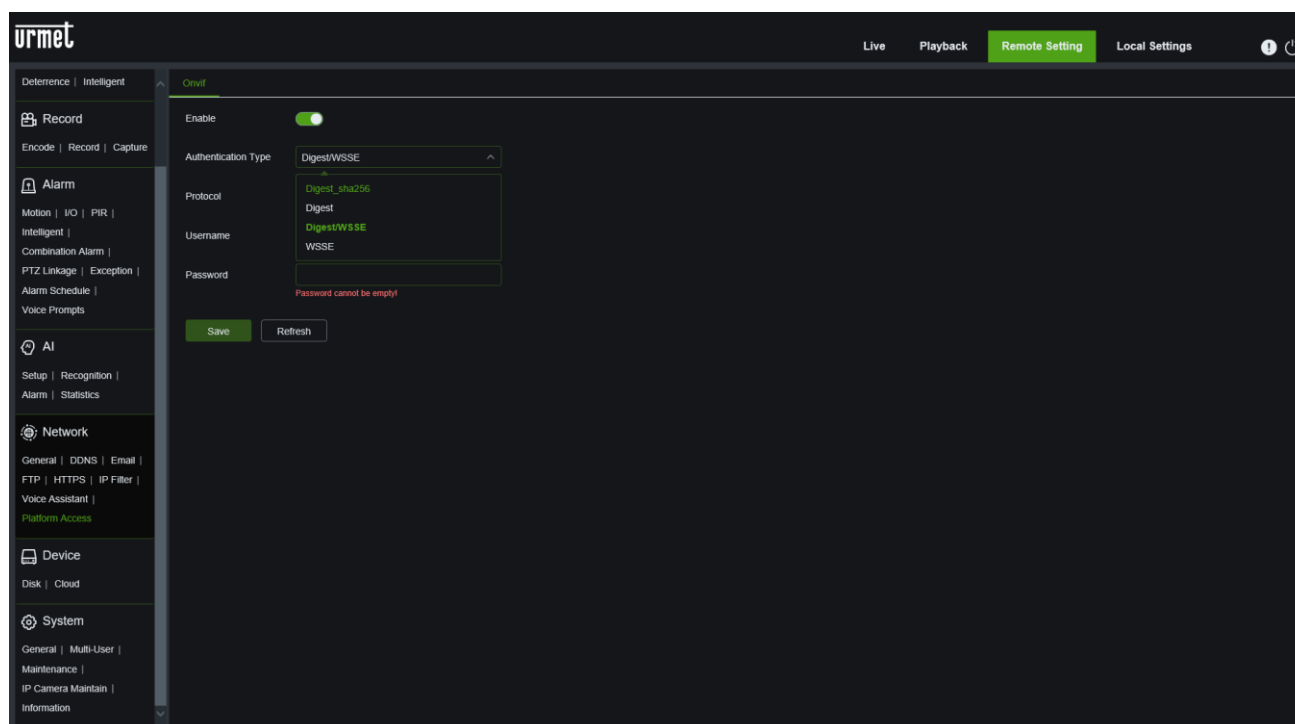 urmet
Live Playback Remote Setting Local Settings
Deterrence | Intelligent
Record
Encode | Record | Capture
Alarm
Motion | I/O | PIR |
Intelligent |
Combination Alarm |
PTZ Linkage | Exception |
Alarm Schedule |
Voice Prompts
AI
Setup | Recognition |
Alarm | Statistics
Network
General | DDNS | Email |
FTP | HTTPS | IP Filter |
Voice Assistant |
Platform Access
Device
Disk | Cloud
System
General | Multi-User |
Maintenance |
IP Camera Maintain |
Information
Onvif
Enable
Authentication Type Digest/WSSE
Digest_sha256
Digest
Digest/WSSE
WSSE
Protocol
Username
Password
Password cannot be empty!
Save Refresh